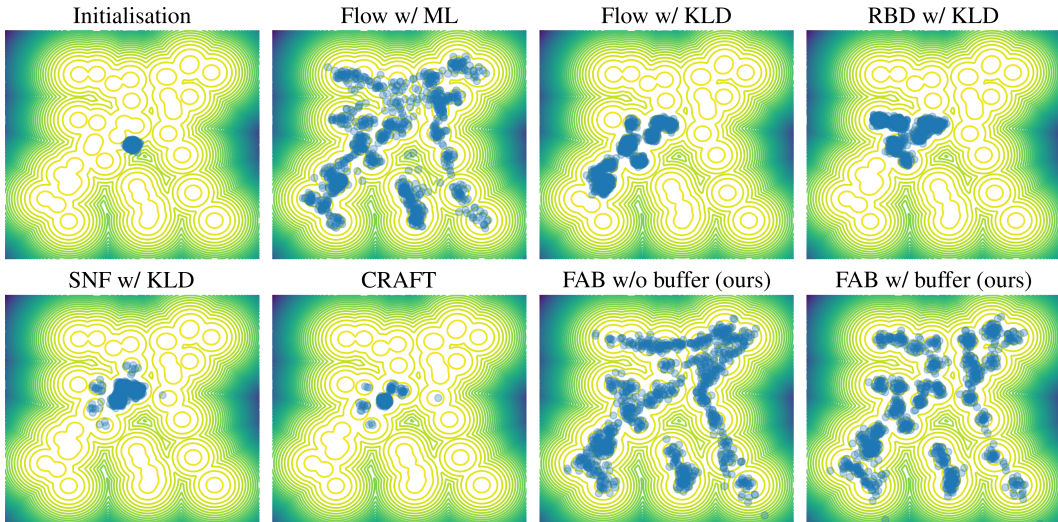 Initialisation
Flow w/ ML
Flow w/ KLD
RBD w/ KLD
SNF w/ KLD
CRAFT
FAB w/o buffer (ours)
FAB w/ buffer (ours)